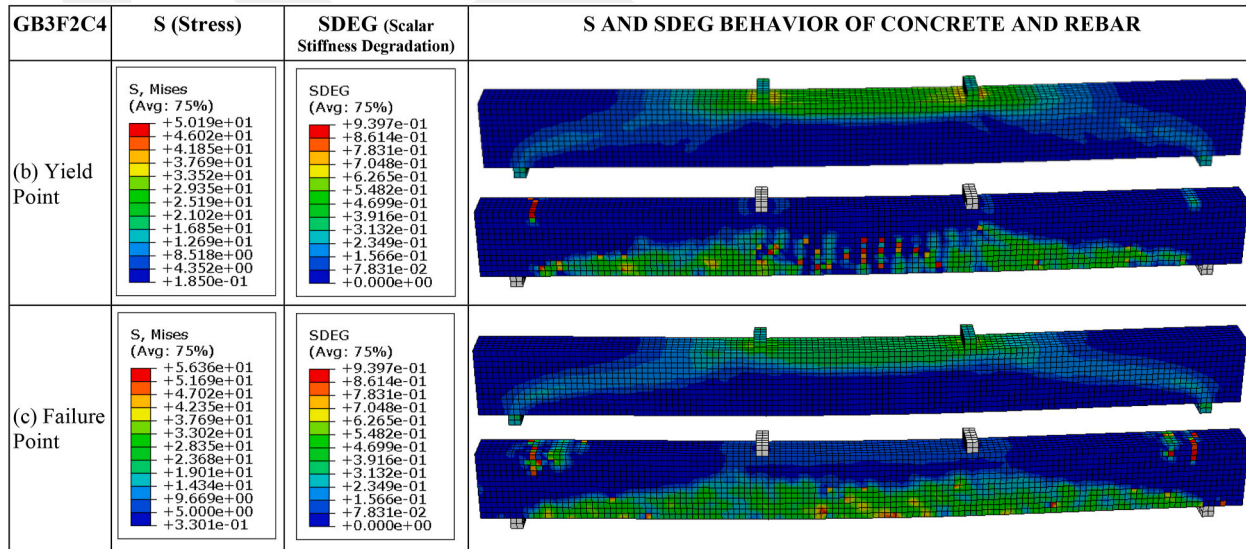 GB3F2C4
S (Stress)
SDEG (Scalar
Stiffness Degradation)
S AND SDEG BEHAVIOR OF CONCRETE AND REBAR
(b) Yield
Point
S, Mises
(Avg: 75%)
+5.019e+01
+4.602e+01
+4.185e+01
+3.769e+01
+3.352e+01
+2.935e+01
+2.519e+01
+2.102e+01
+1.685e+01
+1.269e+01
+8.518e+00
+4.352e+00
+1.850e-01
SDEG
(Avg: 75%)
+9.397e-01
+8.614e-01
+7.831e-01
+7.048e-01
+6.265e-01
+5.482e-01
+4.699e-01
+3.916e-01
+3.132e-01
+2.349e-01
+1.566e-01
+7.831e-02
+0.000e+00
(c) Failure
Point
S, Mises
(Avg: 75%)
+5.636e+01
+5.169e+01
+4.702e+01
+4.235e+01
+3.769e+01
+3.302e+01
+2.835e+01
+2.368e+01
+1.901e+01
+1.434e+01
+9.669e+00
+5.000e+00
+3.301e-01
SDEG
(Avg: 75%)
+9.397e-01
+8.614e-01
+7.831e-01
+7.048e-01
+6.265e-01
+5.482e-01
+4.699e-01
+3.916e-01
+3.132e-01
+2.349e-01
+1.566e-01
+7.831e-02
+0.000e+00